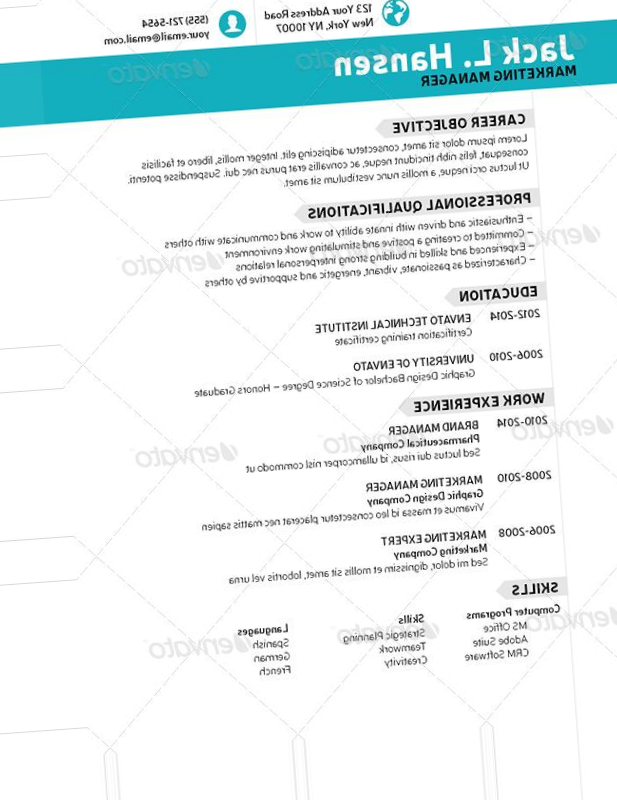 123 Your Address Road
New York, NY 10007
(555) 721-5654
your.email@email.com
Jack L. Hansen
MARKETING MANAGER
CAREER OBJECTIVE
Lorem ipsum dolor sit amet, consectetur adipiscing elit. Integer mollis, libero et facilisis
consequat, felis nibh tincidunt neque, ac convallis erat purus nec dui. Suspendisse potenti.
Ut luctus orci neque, a mollis nunc vestibulum sit amet.
PROFESSIONAL QUALIFICATIONS
– Enthusiastic and driven with innate ability to work and communicate with others
– Committed to creating a postive and stimulating work environment
– Experienced and skilled in building strong interpersonal relations
– Characterized as passionate, vibrant, energetic and supportive by others
EDUCATION
2012-2014 ENVATO TECHNICAL INSTITUTE
Certification training certificate
2006-2010 UNIVERSITY OF ENVATO
Graphic Design Bachelor of Science Degree – Honors Graduate
WORK EXPERIENCE
2010-2014 BRAND MANAGER
Pharmaceutical Company
Sed luctus dui risus, id ullamcorper nisl commodo ut
2008-2010 MARKETING MANAGER
Graphic Design Company
Vivamus et massa id leo consectetur placerat nec mattis sapien
2006-2008 MARKETING EXPERT
Marketing Company
Sed mi dolor, dignissim et mollis sit amet, lobortis vel urna
SKILLS
Computer Programs
MS Office
Adobe Suite
CRM Software
Skills
Strategic Planning
Teamwork
Creativity
Languages
Spanish
German
French
envato
envato
envato
envato
envato
envato
envato
envato
envato
envato
envato